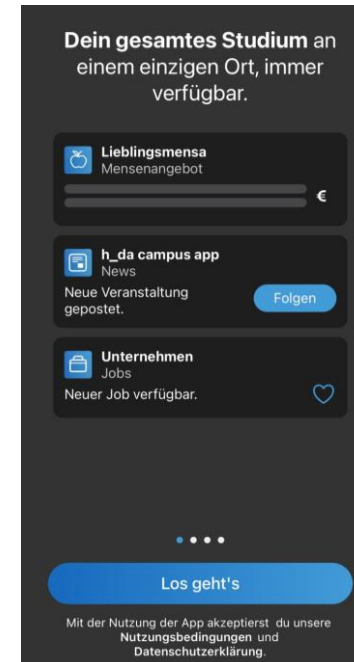 Dein gesamtes Studium an
einem einzigen Ort, immer
verfügbar.
Lieblingsmensa
Mensenangebot
€
h_da campus app
News
Neue Veranstaltung
gepostet.
Folgen
Unternehmen
Jobs
Neuer Job verfügbar.
Los geht's
Mit der Nutzung der App akzeptierst du unsere
Nutzungsbedingungen und
Datenschutzerklärung.